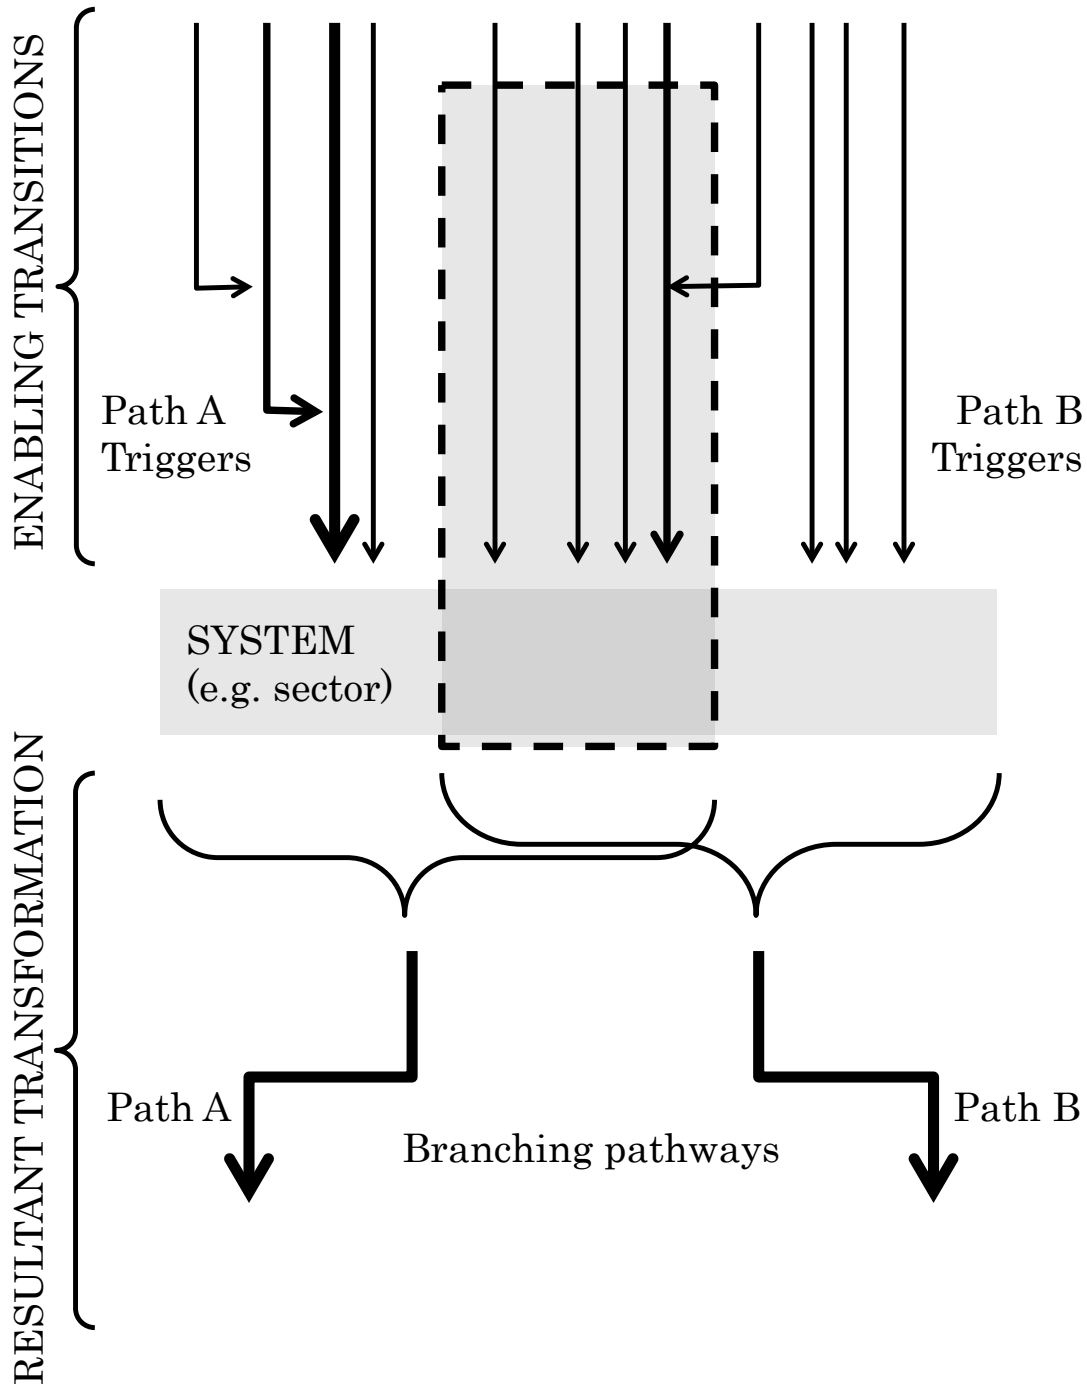 ENABLING TRANSITIONS
Path A
Triggers
Path B
Triggers
SYSTEM
(e.g. sector)
RESULTANT TRANSFORMATION
Path A
Path B
Branching pathways